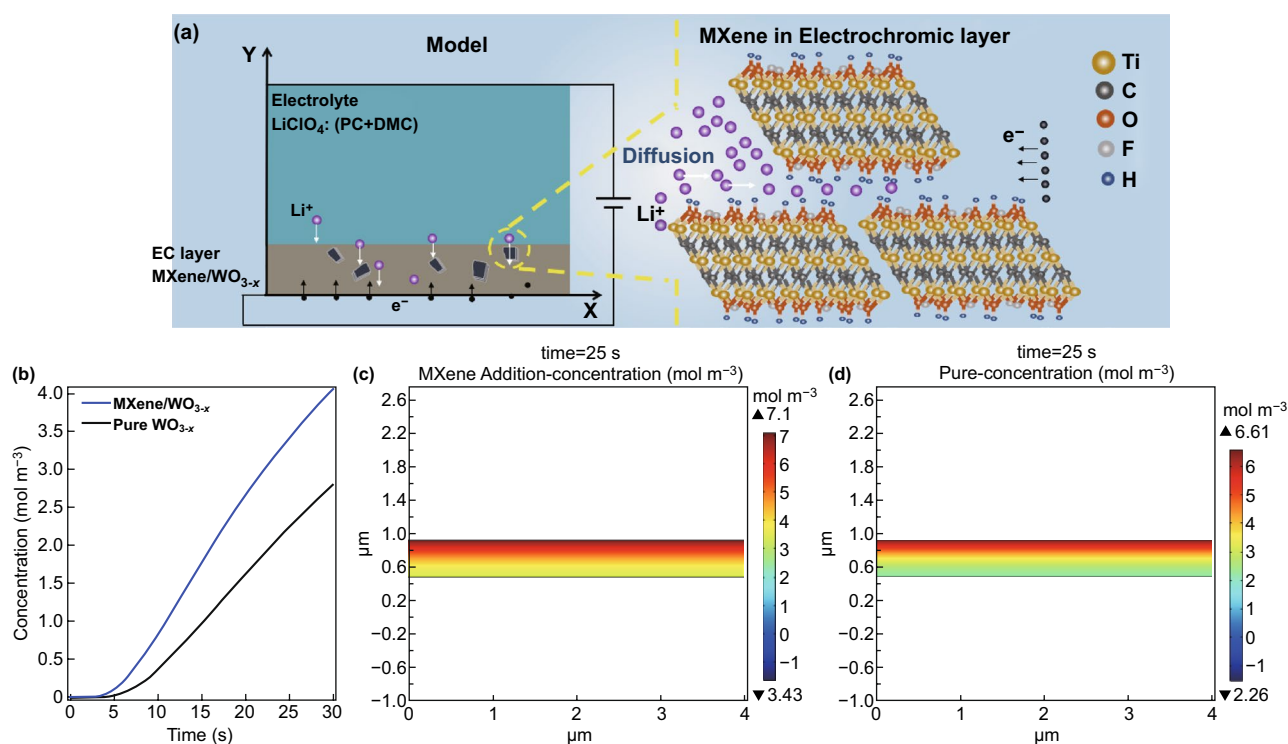 (a)
Model
MXene in Electrochromic layer
Y
Electrolyte
LiClO₄: (PC+DMC)
Li⁺
EC layer
MXene/WO₃₋ₓ
e⁻
X
Diffusion
Li⁺
e⁻
Ti
C
O
F
H
(b)
4.0
3.5
3.0
2.5
2.0
1.5
1.0
0.5
0
Concentration (mol m⁻³)
MXene/WO₃₋ₓ
Pure WO₃₋ₓ
0 5 10 15 20 25 30
Time (s)
time=25 s
(c) MXene Addition-concentration (mol m⁻³)
2.6
2.2
1.8
1.4
1.0
0.6
0.2
−0.2
−0.6
−1.0
μm
0 1 2 3 4
μm
mol m⁻³
▲7.1
7
6
5
4
3
2
1
0
−1
▼3.43
time=25 s
(d) Pure-concentration (mol m⁻³)
2.6
2.2
1.8
1.4
1.0
0.6
0.2
−0.2
−0.6
−1.0
μm
0 1 2 3 4
μm
mol m⁻³
▲6.61
6
5
4
3
2
1
0
−1
▼2.26